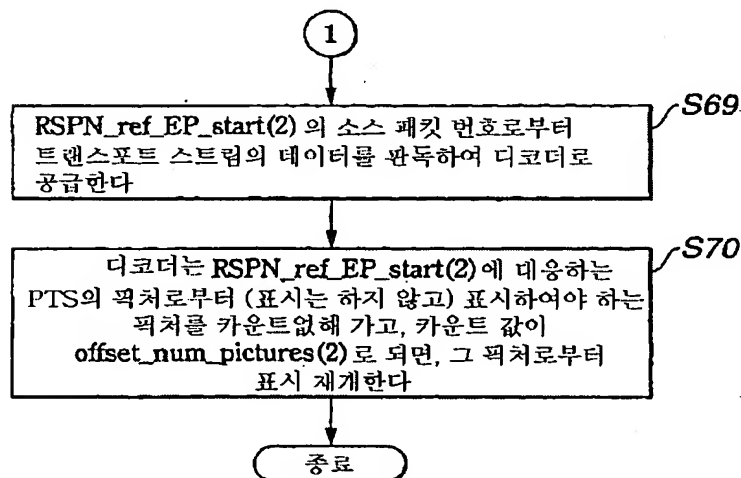 1
S69
RSPN_ref_EP_start(2) 의 소스 패킷 번호로부터
트랜스포트 스트림의 데이터를 판독하여 디코더로
공급한다
S70
디코더는 RSPN_ref_EP_start(2) 에 대응하는
PTS의 픽처로부터 (표시는 하지 않고) 표시하여야 하는
픽처를 카운트없해 가고, 카운트 값이
offset_num_pictures(2) 로 되면, 그 픽처로부터
표시 재개한다
종료